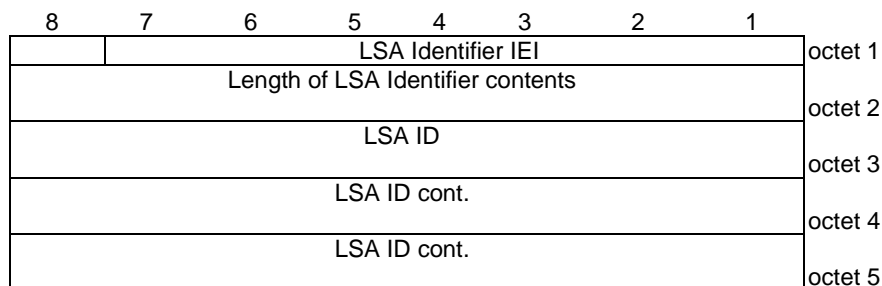 8 7 6 5 4 3 2 1
LSA Identifier IEI octet 1
Length of LSA Identifier contents
octet 2
LSA ID
octet 3
LSA ID cont.
octet 4
LSA ID cont.
octet 5